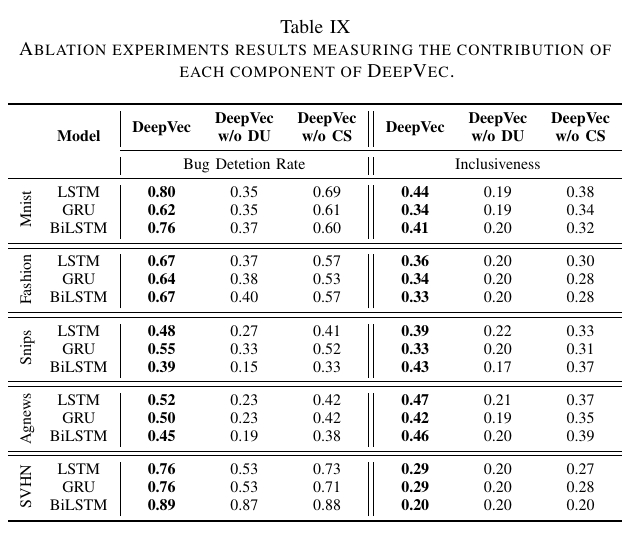 Table IX
ABLATION EXPERIMENTS RESULTS MEASURING THE CONTRIBUTION OF
EACH COMPONENT OF DEEPVEC.
Model DeepVec DeepVec w/o DU DeepVec w/o CS DeepVec DeepVec w/o DU DeepVec w/o CS
Bug Detetion Rate Inclusiveness
Mnist
LSTM 0.80 0.35 0.69 0.44 0.19 0.38
GRU 0.62 0.35 0.61 0.34 0.19 0.34
BiLSTM 0.76 0.37 0.60 0.41 0.20 0.32
Fashion
LSTM 0.67 0.37 0.57 0.36 0.20 0.30
GRU 0.64 0.38 0.53 0.34 0.20 0.28
BiLSTM 0.67 0.40 0.57 0.33 0.20 0.28
Snips
LSTM 0.48 0.27 0.41 0.39 0.22 0.33
GRU 0.55 0.33 0.52 0.33 0.20 0.31
BiLSTM 0.39 0.15 0.33 0.43 0.17 0.37
Agnews
LSTM 0.52 0.23 0.42 0.47 0.21 0.37
GRU 0.50 0.23 0.42 0.42 0.19 0.35
BiLSTM 0.45 0.19 0.38 0.46 0.20 0.39
SVHN
LSTM 0.76 0.53 0.73 0.29 0.20 0.27
GRU 0.76 0.53 0.71 0.29 0.20 0.28
BiLSTM 0.89 0.87 0.88 0.20 0.20 0.20